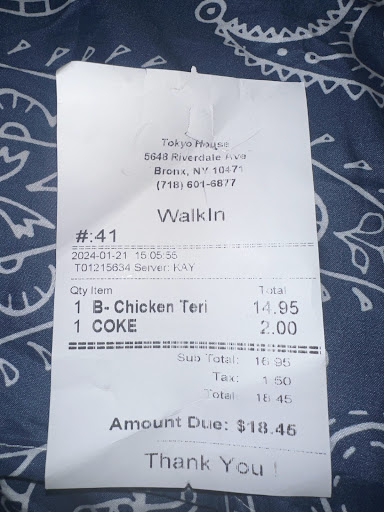 Tokyo House
5648 Riverdale Ave
Bronx, NY 10471
(718) 601-6877
WalkIn
#:41
2024-01-21 15:05:55
T01215634 Server: KAY
Qty Item Total
1 B- Chicken Teri 14.95
1 COKE 2.00
Sub Total: 16.95
Tax: 1.50
Total 18.45
Amount Due: $18.45
Thank You !